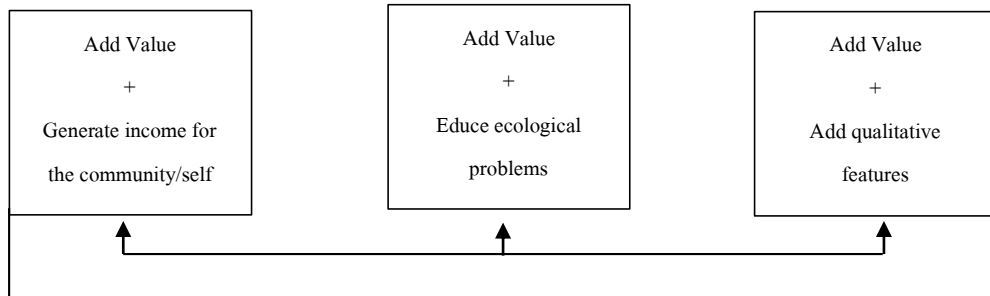 Add Value
+
Generate income for
the community/self
Add Value
+
Educe ecological
problems
Add Value
+
Add qualitative
features